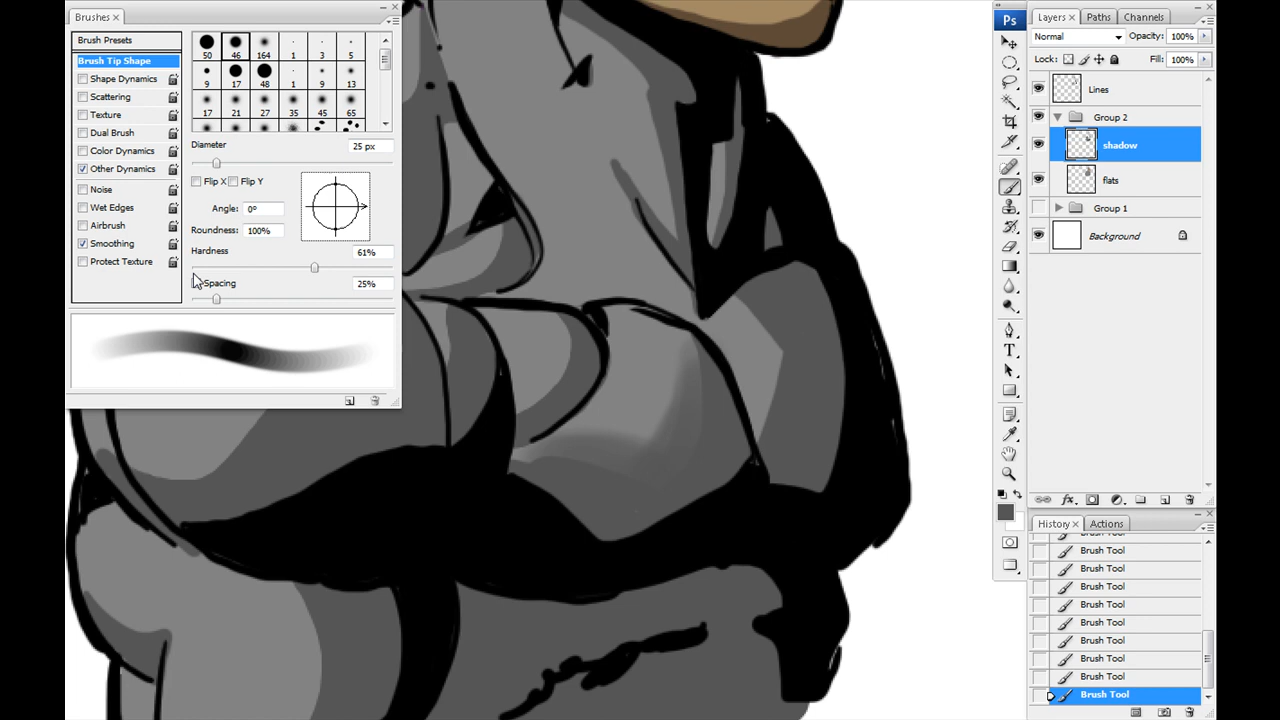 Brushes ×
Brush Presets
Brush Tip Shape
Shape Dynamics
Scattering
Texture
Dual Brush
Color Dynamics
Other Dynamics
Noise
Wet Edges
Airbrush
Smoothing
Protect Texture
50 46 164 1 3 5
9 17 48 1 9 13
17 21 27 35 45 65
Diameter 25 px
Flip X Flip Y
Angle: 0°
Roundness: 100%
Hardness 61%
Spacing 25%
Ps
Layers × Paths Channels
Normal Opacity: 100%
Lock: Fill: 100%
Lines
Group 2
shadow
flats
Group 1
Background
fx
History × Actions
Brush Tool
Brush Tool
Brush Tool
Brush Tool
Brush Tool
Brush Tool
Brush Tool
Brush Tool
Brush Tool